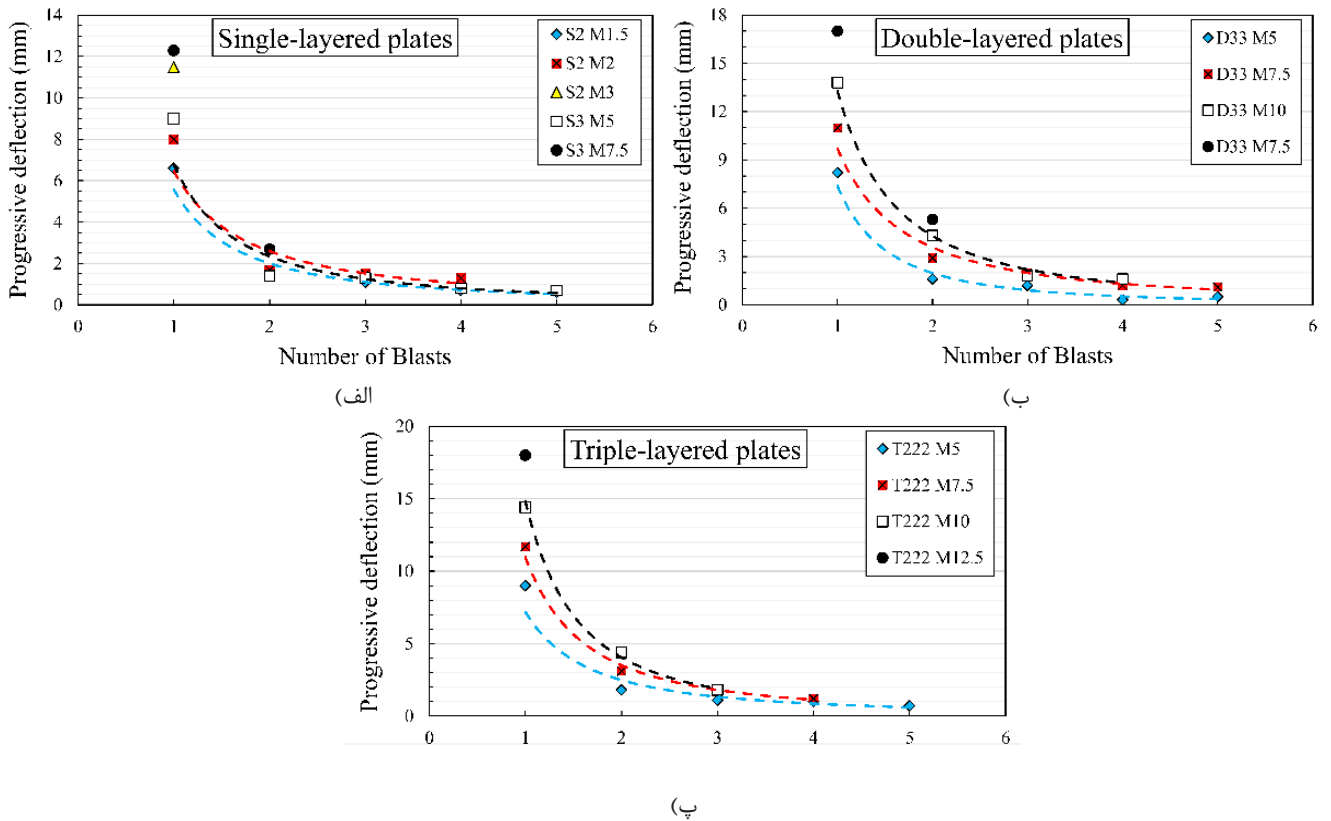 Single-layered plates
Progressive deflection (mm)
14
12
10
8
6
4
2
0
0 1 2 3 4 5 6
Number of Blasts
S2 M1.5
S2 M2
S2 M3
S3 M5
S3 M7.5
الف)
Double-layered plates
Progressive deflection (mm)
18
15
12
9
6
3
0
0 1 2 3 4 5 6
Number of Blasts
D33 M5
D33 M7.5
D33 M10
D33 M7.5
ب)
Triple-layered plates
Progressive deflection (mm)
20
15
10
5
0
0 1 2 3 4 5 6
T222 M5
T222 M7.5
T222 M10
T222 M12.5
پ)